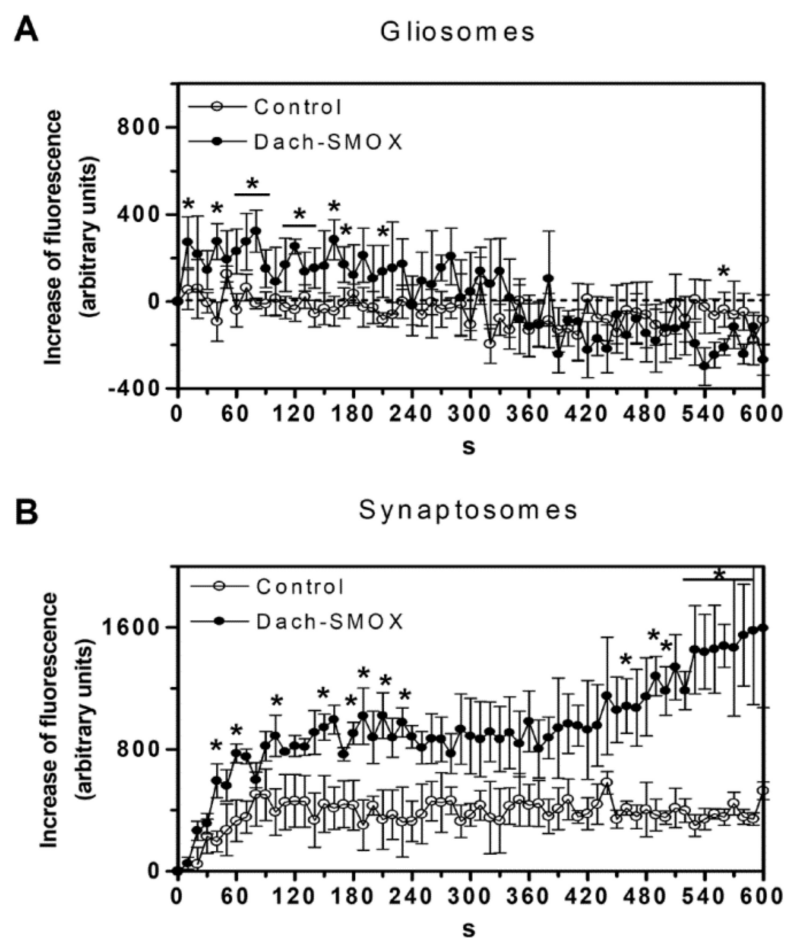 A
Gliosomes
Increase of fluorescence
(arbitrary units)
Control
Dach-SMOX
800
400
0
-400
* * * * * * * *
0 60 120 180 240 300 360 420 480 540 600
s
B
Synaptosomes
Increase of fluorescence
(arbitrary units)
Control
Dach-SMOX
1600
800
0
* * * * * * * * * * * *
0 60 120 180 240 300 360 420 480 540 600
s